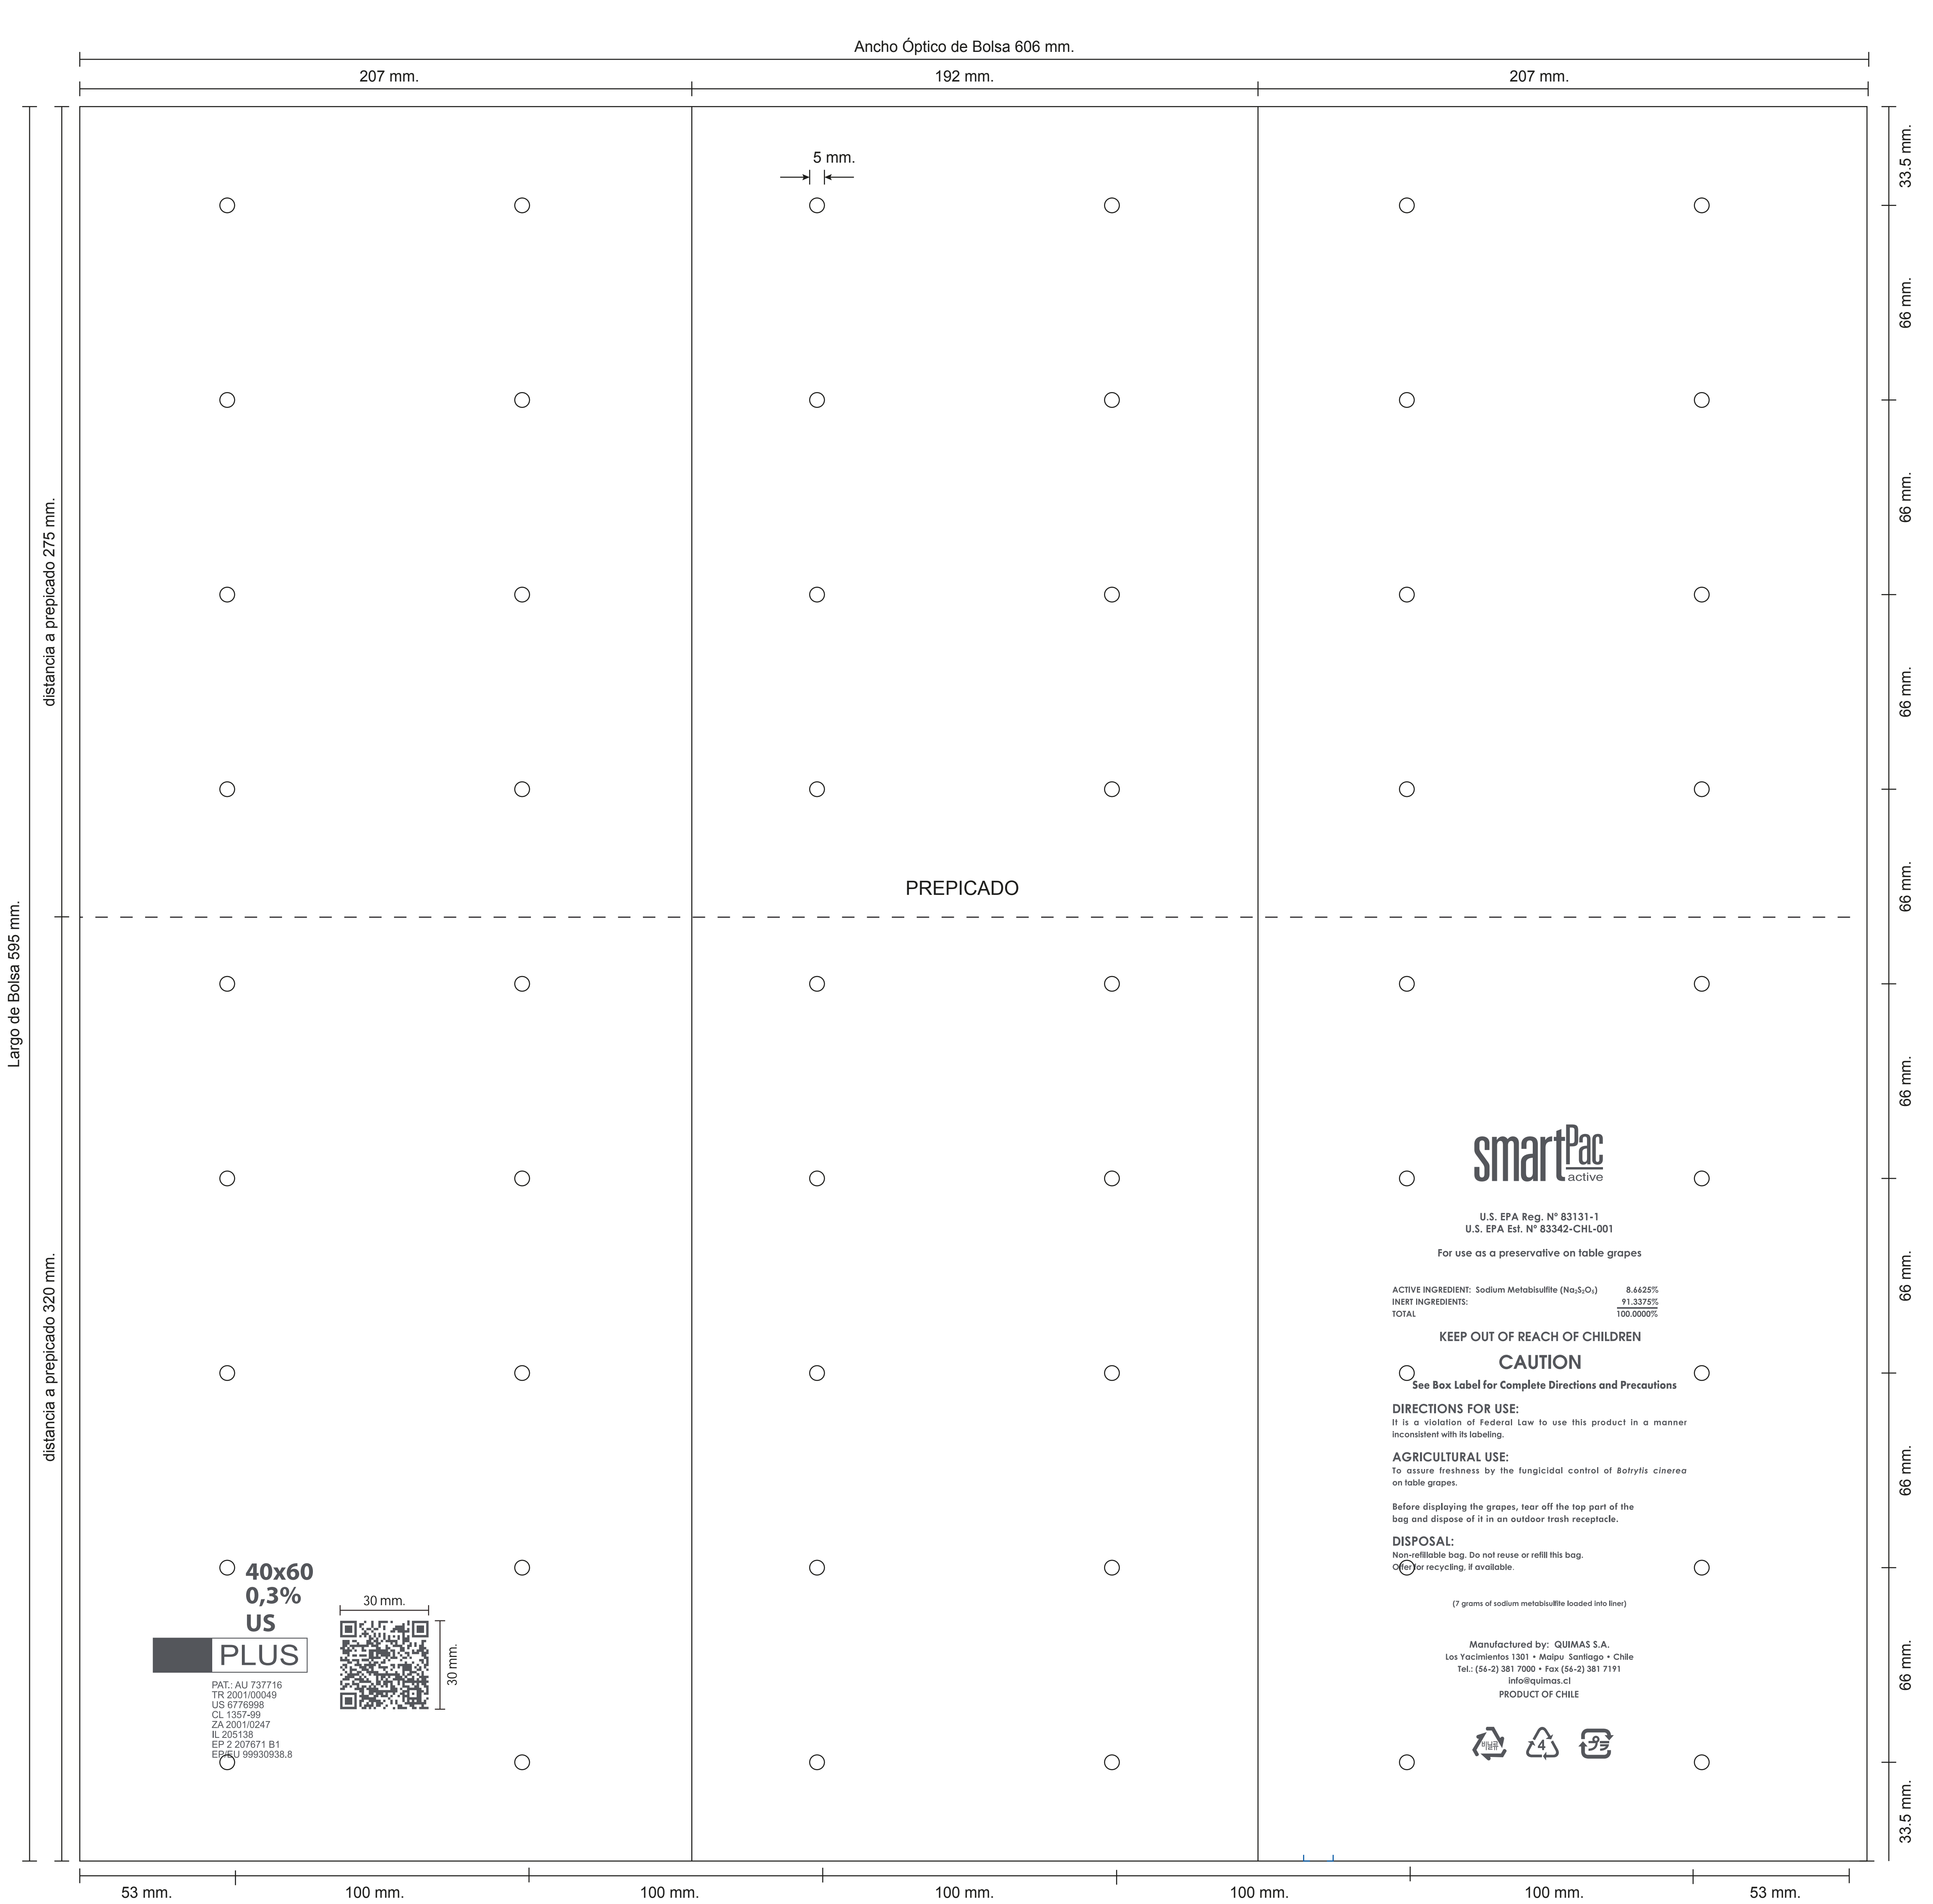 Ancho Óptico de Bolsa 606 mm.
207 mm.
192 mm.
207 mm.
5 mm.
33.5 mm.
66 mm.
66 mm.
66 mm.
66 mm.
66 mm.
66 mm.
66 mm.
66 mm.
33.5 mm.
Largo de Bolsa 595 mm.
distancia a prepicado 275 mm.
distancia a prepicado 320 mm.
PREPICADO
smartPac
active
U.S. EPA Reg. Nº 83131-1
U.S. EPA Est. Nº 83342-CHL-001
For use as a preservative on table grapes
ACTIVE INGREDIENT: Sodium Metabisulfite (Na₂S₂O₅) 8.6625%
INERT INGREDIENTS: 91.3375%
TOTAL 100.0000%
KEEP OUT OF REACH OF CHILDREN
CAUTION
See Box Label for Complete Directions and Precautions
DIRECTIONS FOR USE:
It is a violation of Federal Law to use this product in a manner
inconsistent with its labeling.
AGRICULTURAL USE:
To assure freshness by the fungicidal control of Botrytis cinerea
on table grapes.
Before displaying the grapes, tear off the top part of the
bag and dispose of it in an outdoor trash receptacle.
DISPOSAL:
Non-refillable bag. Do not reuse or refill this bag.
Offer for recycling, if available.
(7 grams of sodium metabisulfite loaded into liner)
Manufactured by: QUIMAS S.A.
Los Yacimientos 1301 • Maipu Santiago • Chile
Tel.: (56-2) 381 7000 • Fax (56-2) 381 7191
info@quimas.cl
PRODUCT OF CHILE
4
40x60
0,3%
US
PLUS
PAT.: AU 737716
TR 2001/00049
US 6776998
CL 1357-99
ZA 2001/0247
IL 205138
EP 2 207671 B1
EP/EU 99930938.8
30 mm.
30 mm.
53 mm.
100 mm.
100 mm.
100 mm.
100 mm.
100 mm.
53 mm.